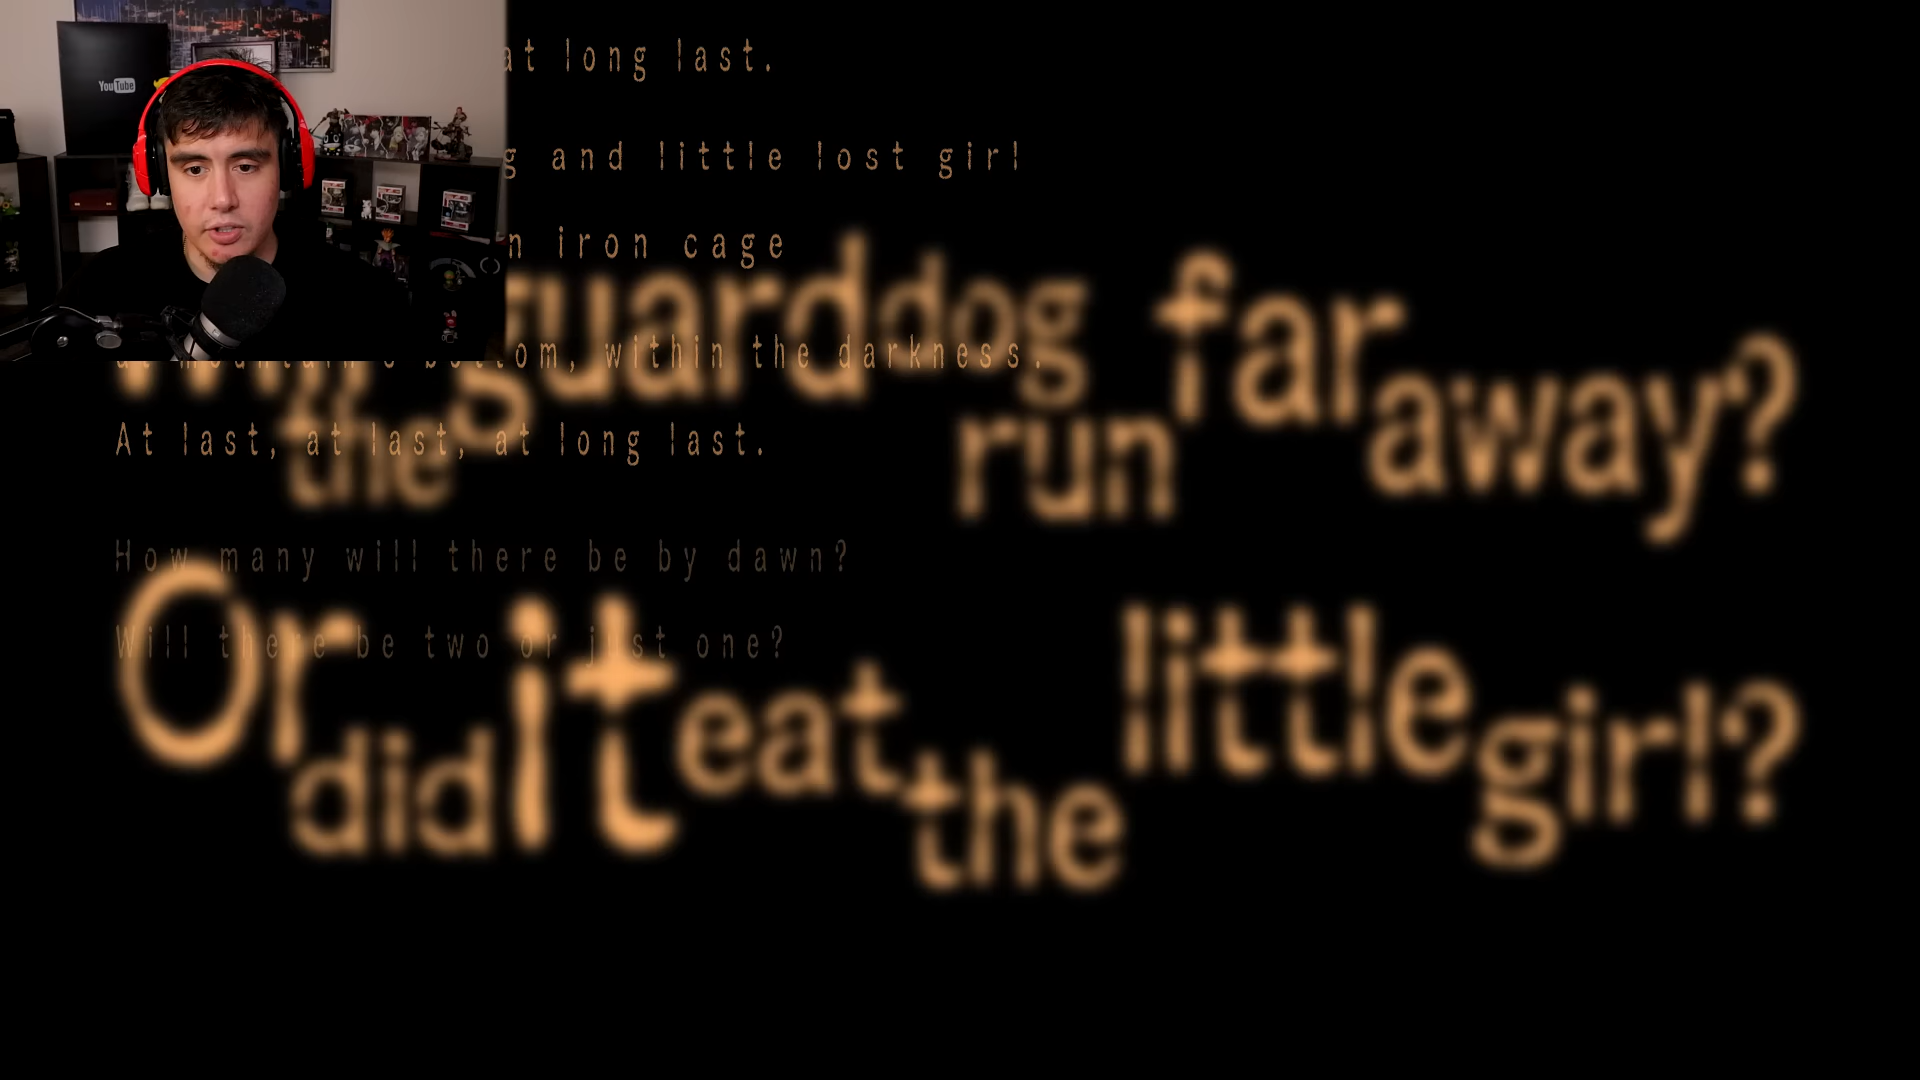 YouTube
at long last.
and little lost girl
iron cage
within the darkness.
guarddog far away?
the run
At last, at last, at long last.
How many will there be by dawn?
Will there be two or just one?
Or did it eat the little girl?